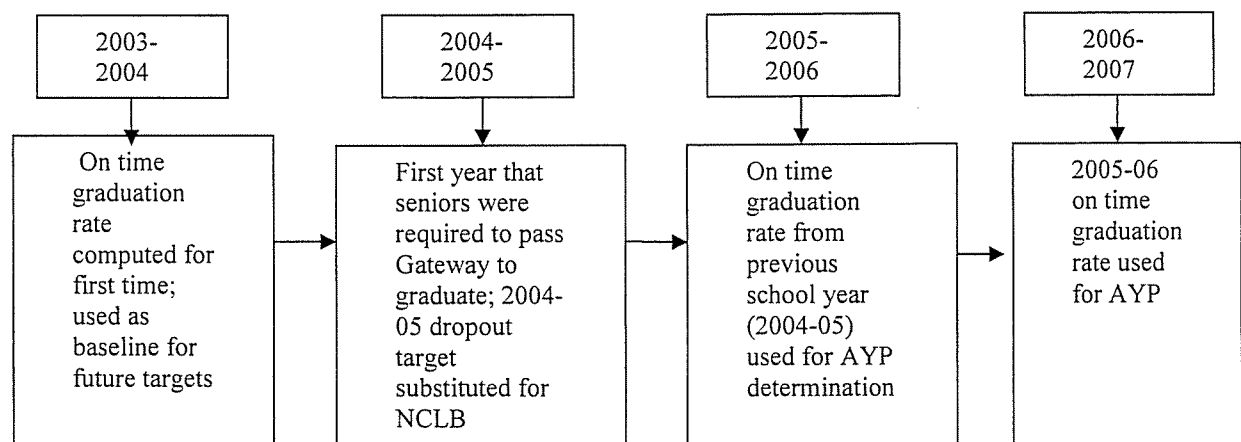 2003-
2004
2004-
2005
2005-
2006
2006-
2007
On time
graduation
rate
computed for
first time;
used as
baseline for
future targets
First year that
seniors were
required to pass
Gateway to
graduate; 2004-
05 dropout
target
substituted for
NCLB
On time
graduation
rate from
previous
school year
(2004-05)
used for AYP
determination
2005-06
on time
graduation
rate used
for AYP